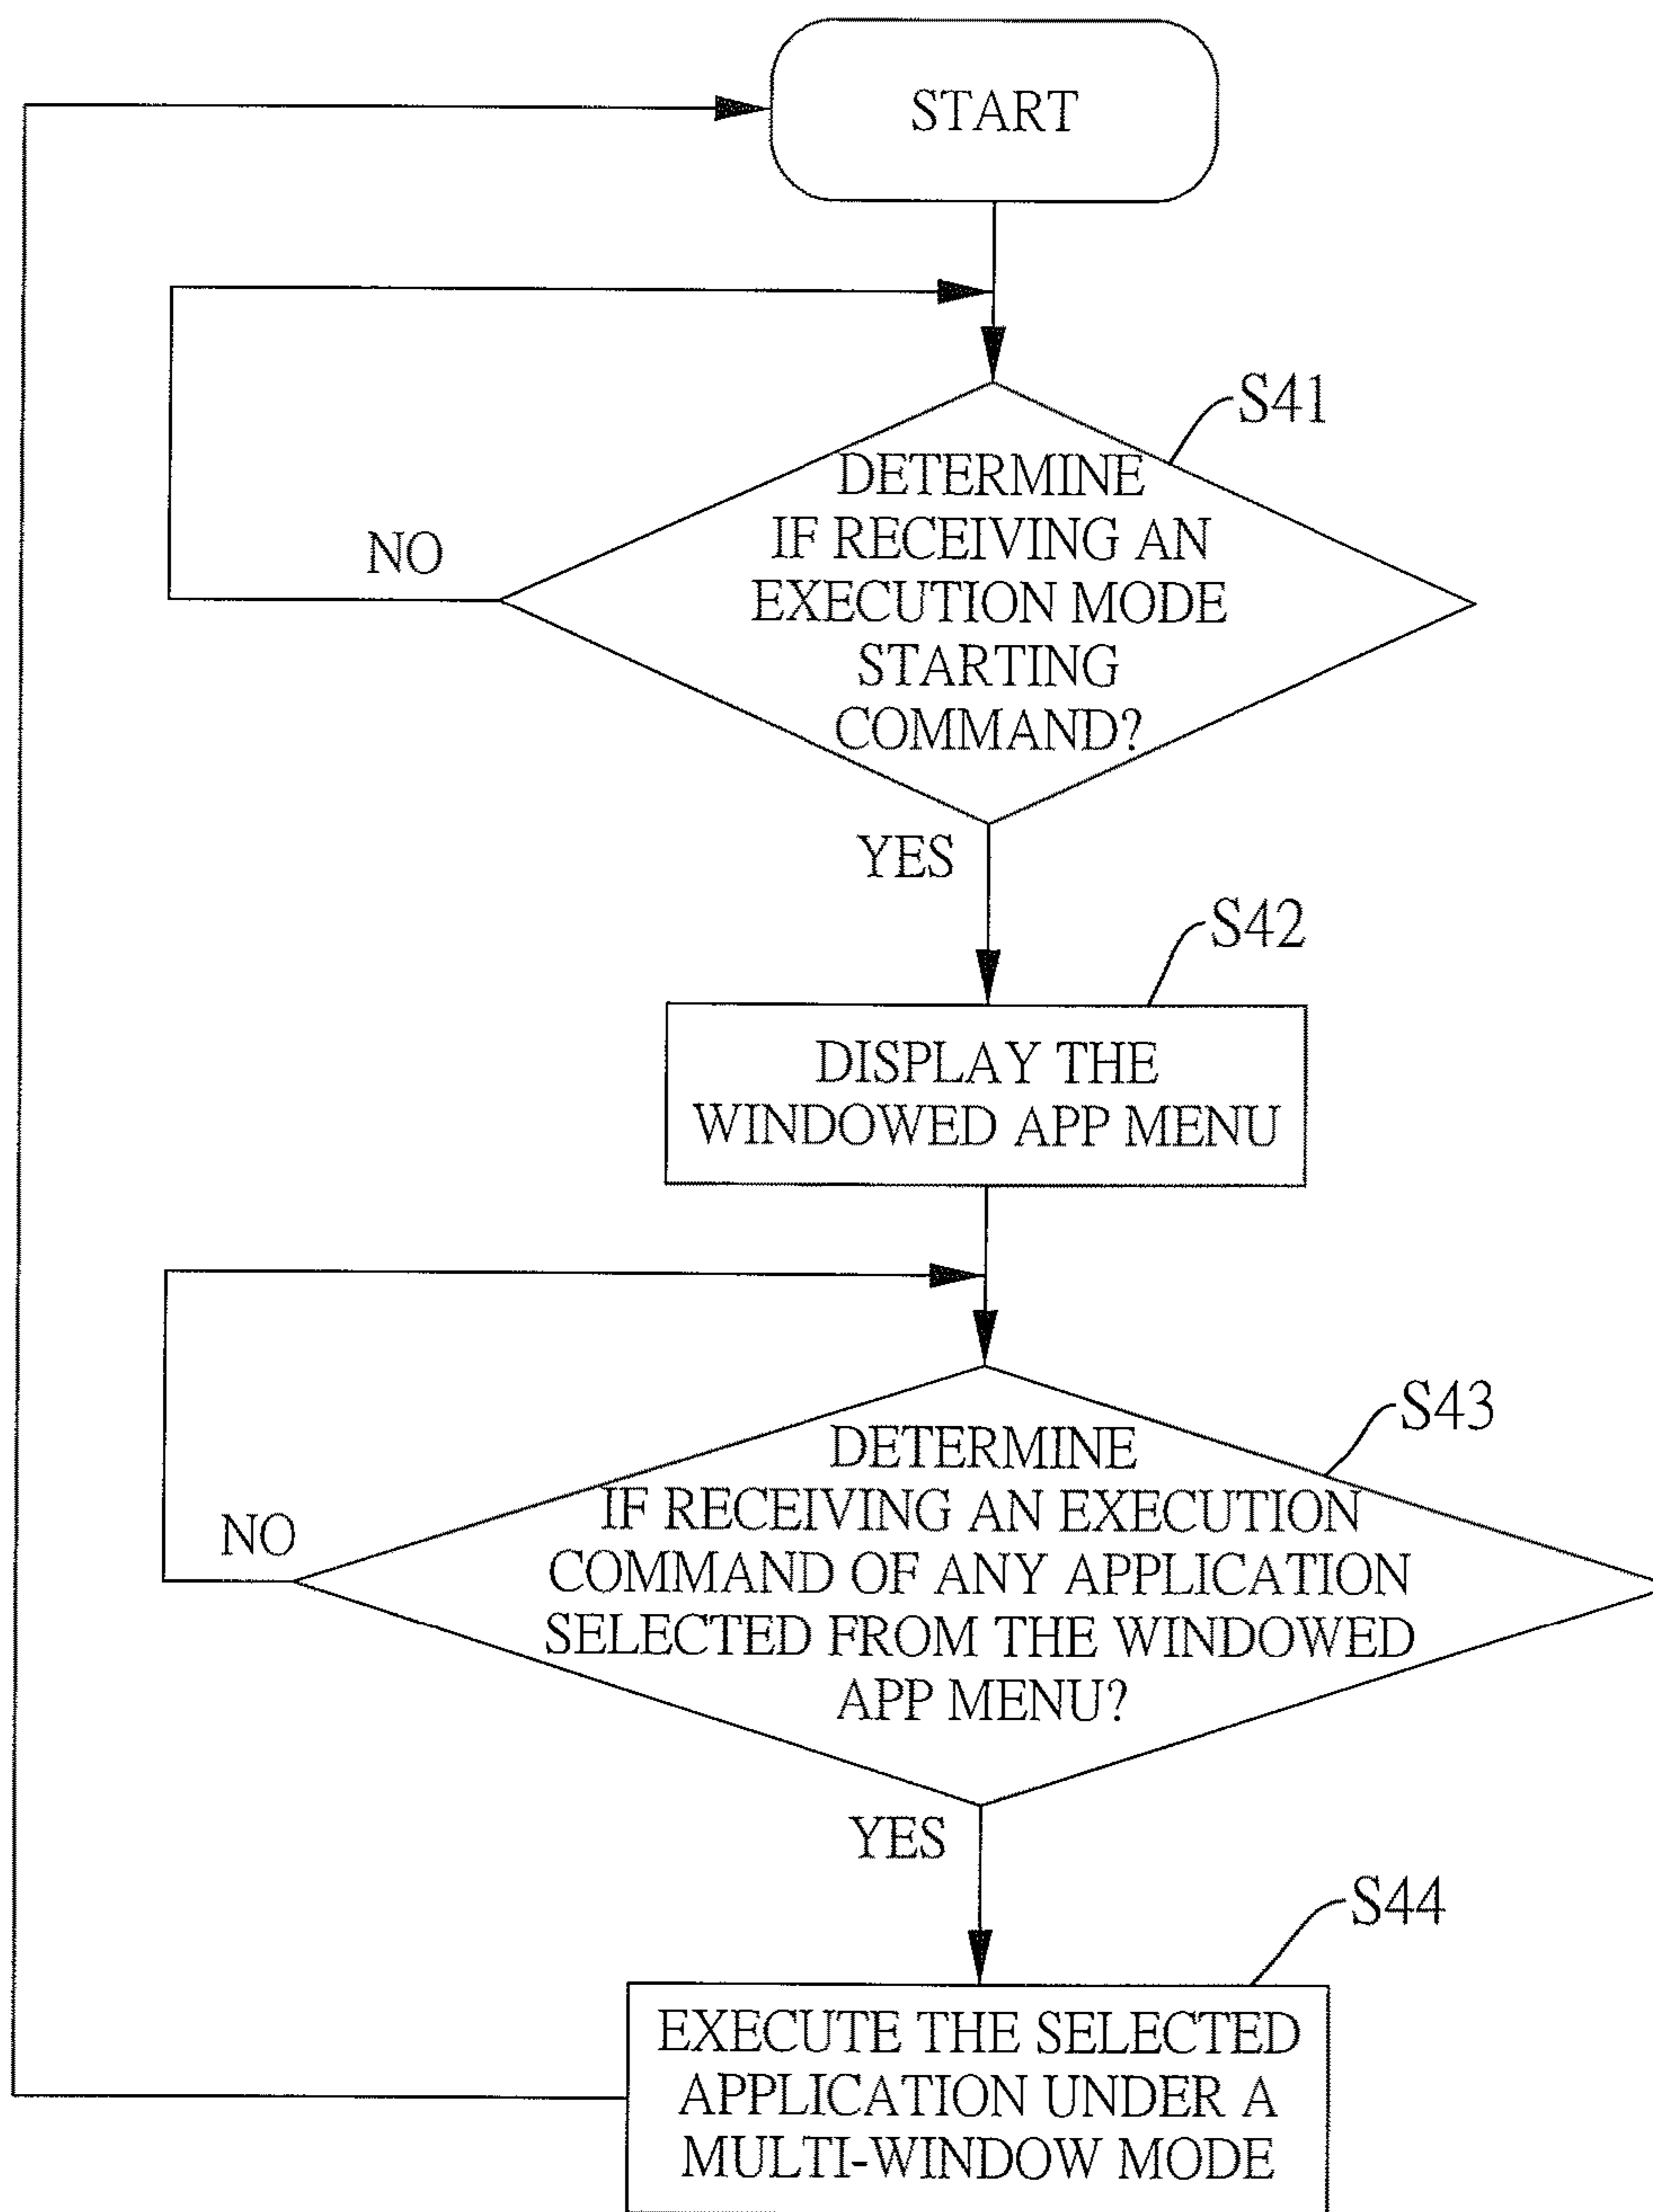 START
S41
DETERMINE
IF RECEIVING AN
EXECUTION MODE
STARTING
COMMAND?
NO
YES
S42
DISPLAY THE
WINDOWED APP MENU
S43
DETERMINE
IF RECEIVING AN EXECUTION
COMMAND OF ANY APPLICATION
SELECTED FROM THE WINDOWED
APP MENU?
NO
YES
S44
EXECUTE THE SELECTED
APPLICATION UNDER A
MULTI-WINDOW MODE